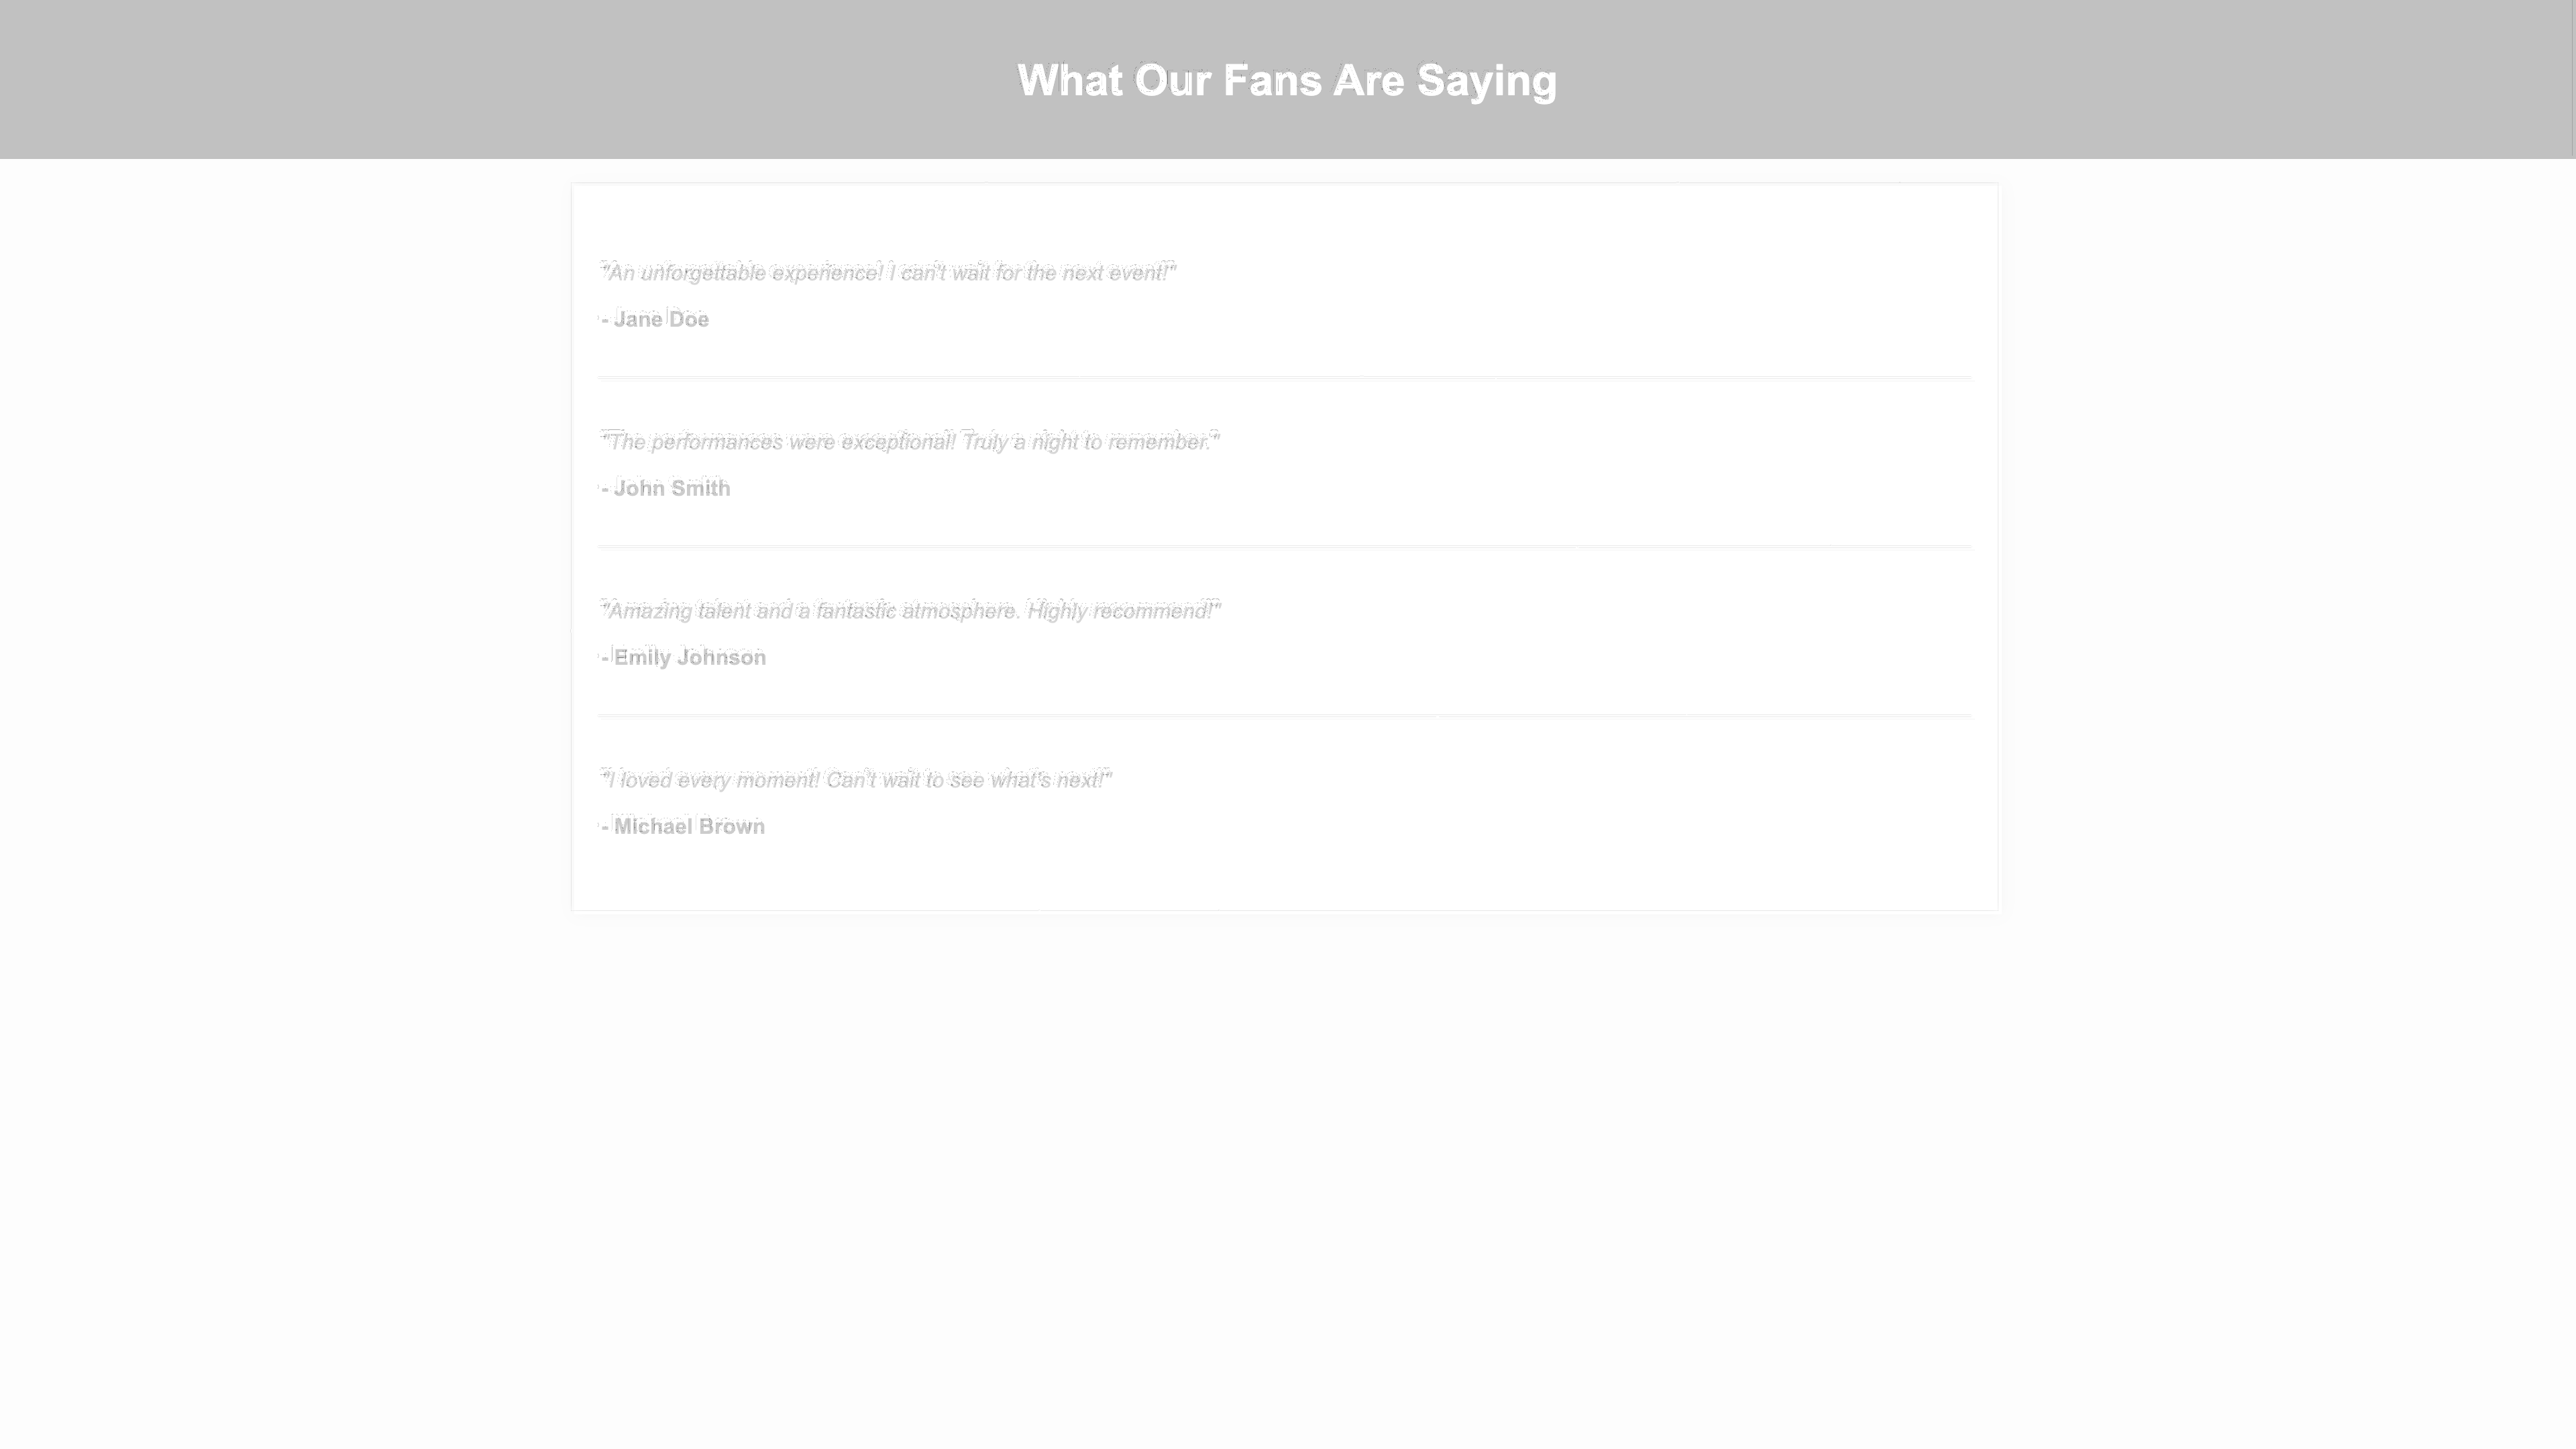 What Our Fans Are Saying
"An unforgettable experience! I can't wait for the next event!"
- Jane Doe
"The performances were exceptional! Truly a night to remember."
- John Smith
"Amazing talent and a fantastic atmosphere. Highly recommend!"
- Emily Johnson
"I loved every moment! Can't wait to see what's next!"
- Michael Brown